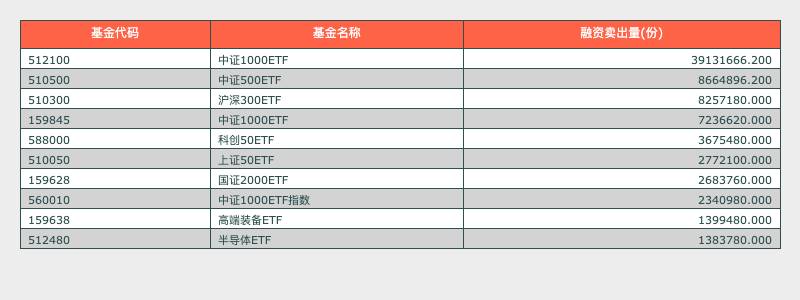 基金代码 基金名称 融资卖出量(份)
512100 中证1000ETF 39131666.200
510500 中证500ETF 8664896.200
510300 沪深300ETF 8257180.000
159845 中证1000ETF 7236620.000
588000 科创50ETF 3675480.000
510050 上证50ETF 2772100.000
159628 国证2000ETF 2683760.000
560010 中证1000ETF指数 2340980.000
159638 高端装备ETF 1399480.000
512480 半导体ETF 1383780.000